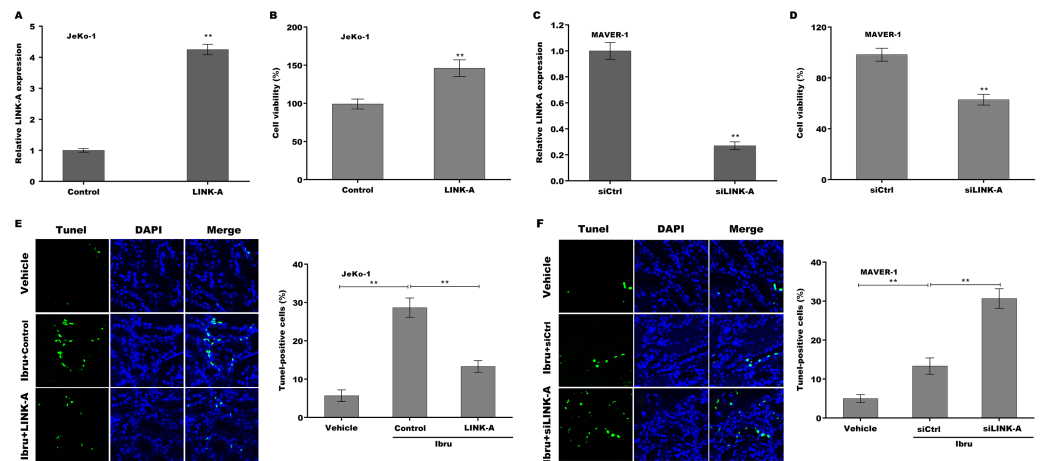 A
JeKo-1
Relative LINK-A expression
5
4
3
2
1
0
**
Control
LINK-A
B
JeKo-1
Cell viability (%)
200
150
100
50
0
**
Control
LINK-A
C
MAVER-1
Relative LINK-A expression
1.2
1.0
0.8
0.6
0.4
0.2
0.0
**
siCtrl
siLINK-A
D
MAVER-1
Cell viability (%)
120
80
40
0
**
siCtrl
siLINK-A
E
Tunel DAPI Merge
Vehicle
Ibru+Control
Ibru+LINK-A
JeKo-1
Tunel-positive cells (%)
40
30
20
10
0
**
**
Vehicle
Control
LINK-A
Ibru
F
Tunel DAPI Merge
Vehicle
Ibru+siCtrl
Ibru+siLINK-A
MAVER-1
Tunel-positive cells (%)
40
30
20
10
0
**
**
Vehicle
siCtrl
siLINK-A
Ibru